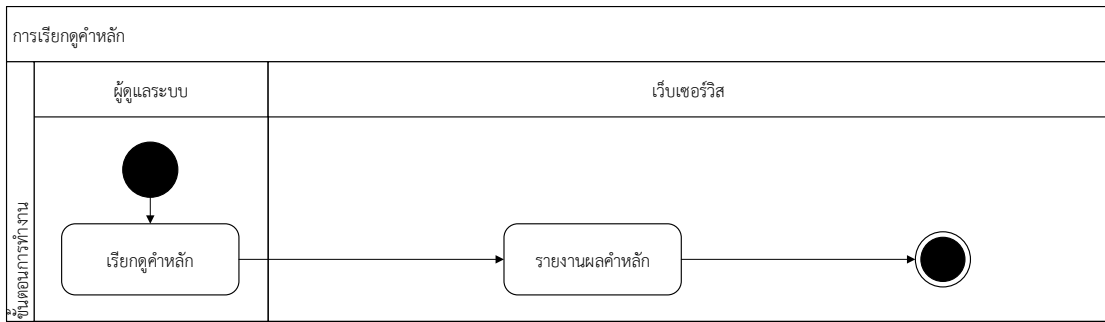 การเรียกดูคำหลัก
ผู้ดูแลระบบ
เว็บเซอร์วิส
ขั้นตอนการทำงาน
เรียกดูคำหลัก
รายงานผลคำหลัก